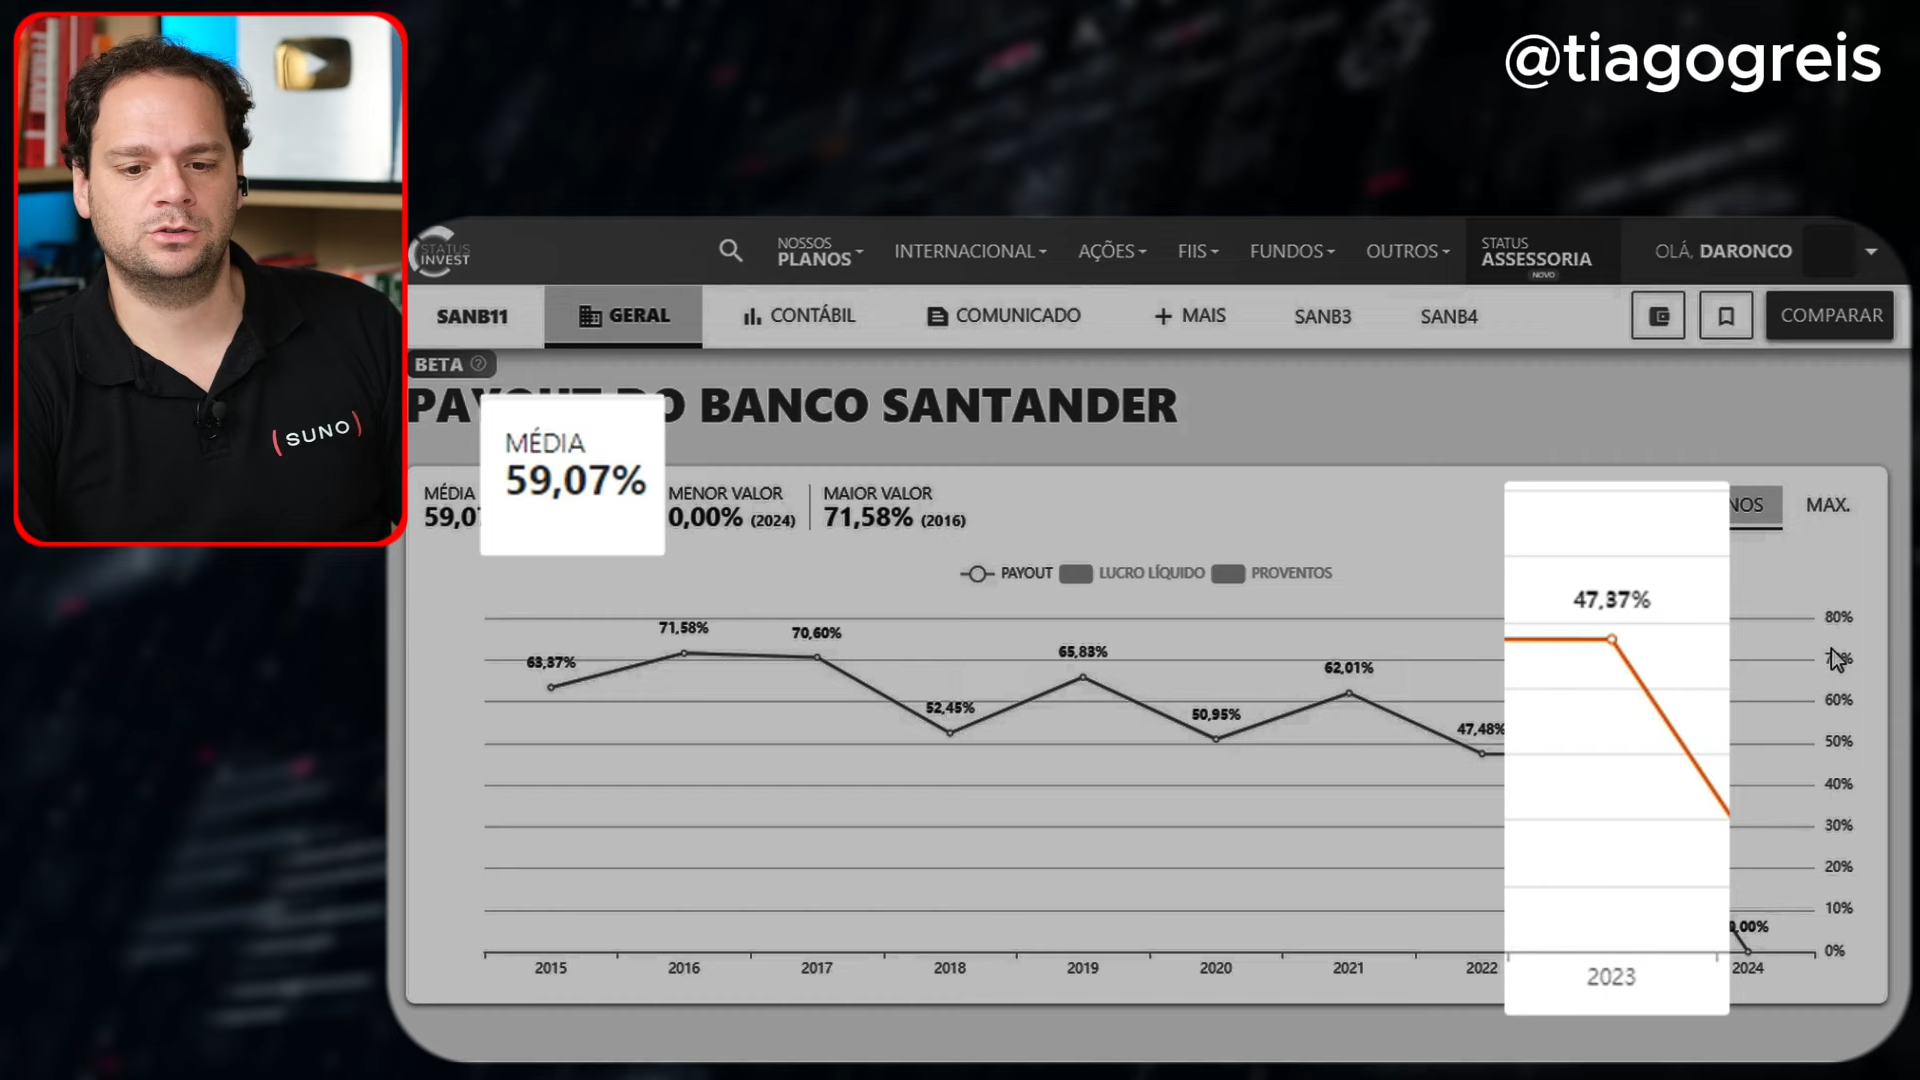 @tiagogreis
STATUS INVEST
NOSSOS PLANOS
INTERNACIONAL
AÇÕES
FIIS
FUNDOS
OUTROS
STATUS ASSESSORIA
NOVO
OLÁ, DARONCO
SANB11
GERAL
CONTÁBIL
COMUNICADO
+ MAIS
SANB3
SANB4
COMPARAR
BETA
(SUNO)
BANCO SANTANDER
MÉDIA
59,07%
MÉDIA
MENOR VALOR
0,00% (2024)
MAIOR VALOR
71,58% (2016)
MAX.
PAYOUT
LUCRO LÍQUIDO
PROVENTOS
47,37%
63,37%
71,58%
70,60%
52,45%
65,83%
50,95%
62,01%
47,48%
80%
60%
50%
40%
30%
20%
10%
0%
2015
2016
2017
2018
2019
2020
2021
2022
2023
2024